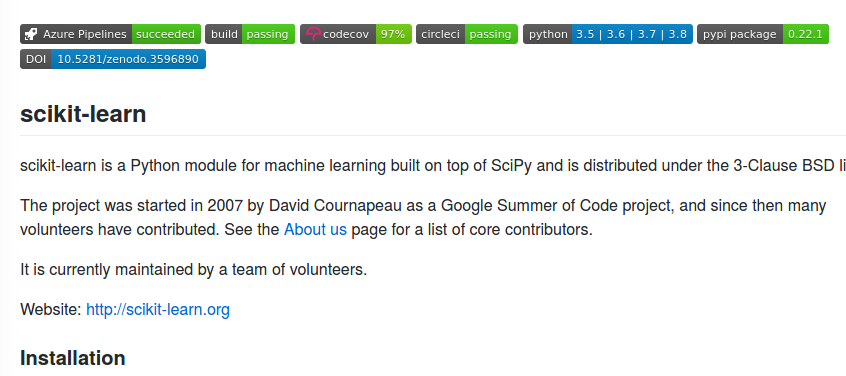 Azure Pipelines succeeded build passing codecov 97% circleci passing python 3.5 | 3.6 | 3.7 | 3.8 pypi package 0.22.1
DOI 10.5281/zenodo.3596890
scikit-learn
scikit-learn is a Python module for machine learning built on top of SciPy and is distributed under the 3-Clause BSD li
The project was started in 2007 by David Cournapeau as a Google Summer of Code project, and since then many
volunteers have contributed. See the About us page for a list of core contributors.
It is currently maintained by a team of volunteers.
Website: http://scikit-learn.org
Installation